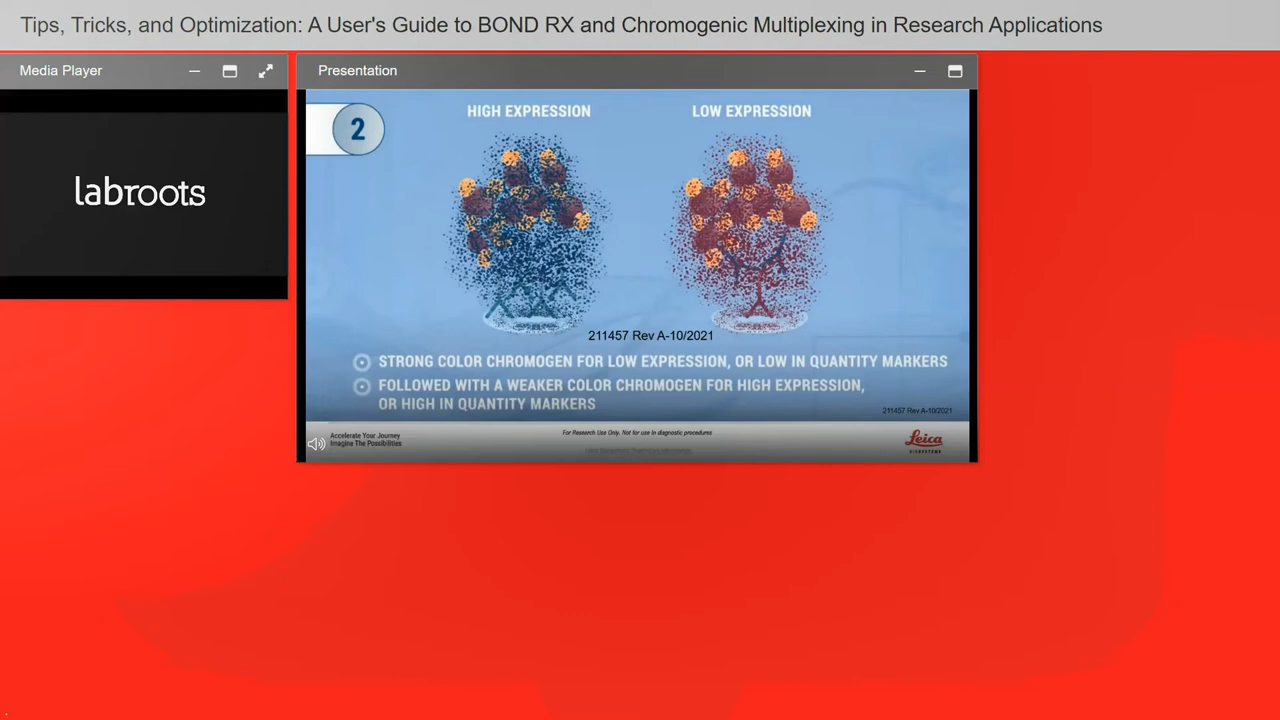 Tips, Tricks, and Optimization: A User's Guide to BOND RX and Chromogenic Multiplexing in Research Applications
Media Player
Presentation
labroots
2
HIGH EXPRESSION
LOW EXPRESSION
211457 Rev A-10/2021
STRONG COLOR CHROMOGEN FOR LOW EXPRESSION, OR LOW IN QUANTITY MARKERS
FOLLOWED WITH A WEAKER COLOR CHROMOGEN FOR HIGH EXPRESSION,
OR HIGH IN QUANTITY MARKERS
211457 Rev A-10/2021
Accelerate Your Journey
Imagine The Possibilities
For Research Use Only. Not for use in diagnostic procedures
Leica
BIOSYSTEMS